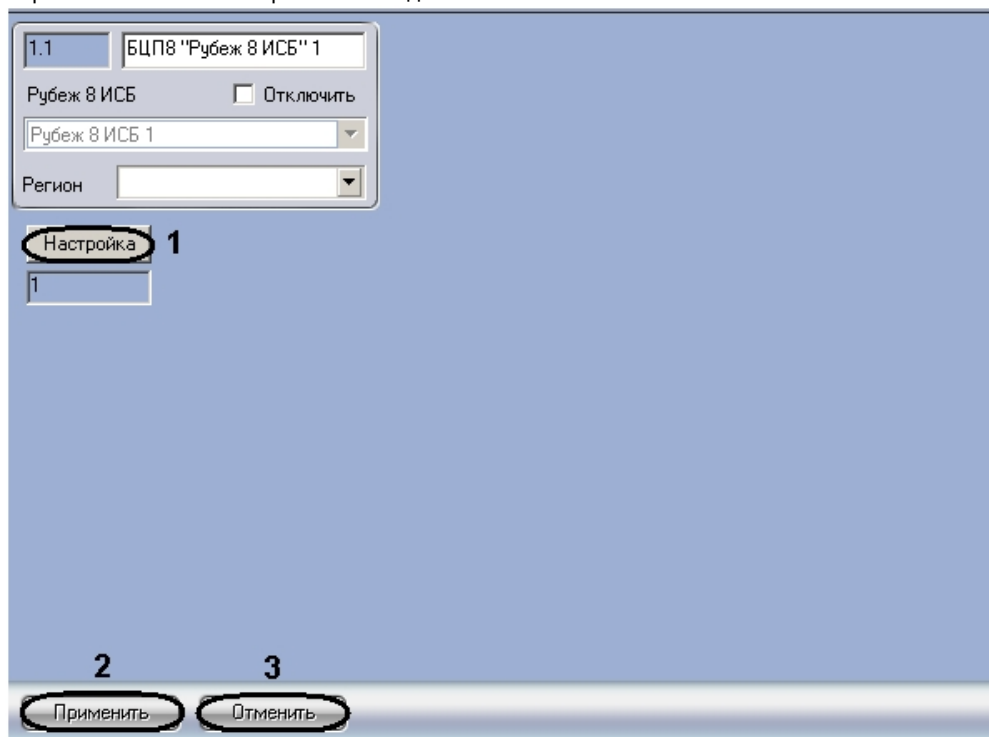 1.1 БЦП8 "Рубеж 8 ИСБ" 1
Рубеж 8 ИСБ Отключить
Рубеж 8 ИСБ 1
Регион
Настройка 1
1
2 3
Применить Отменить